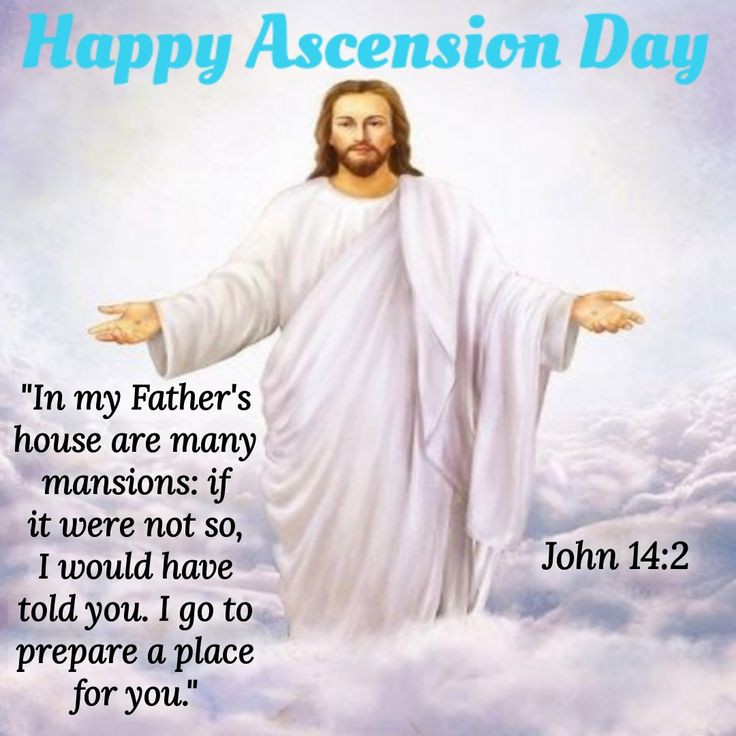 Happy Ascension Day
"In my Father's
house are many
mansions: if
it were not so,
I would have
told you. I go to
prepare a place
for you."
John 14:2